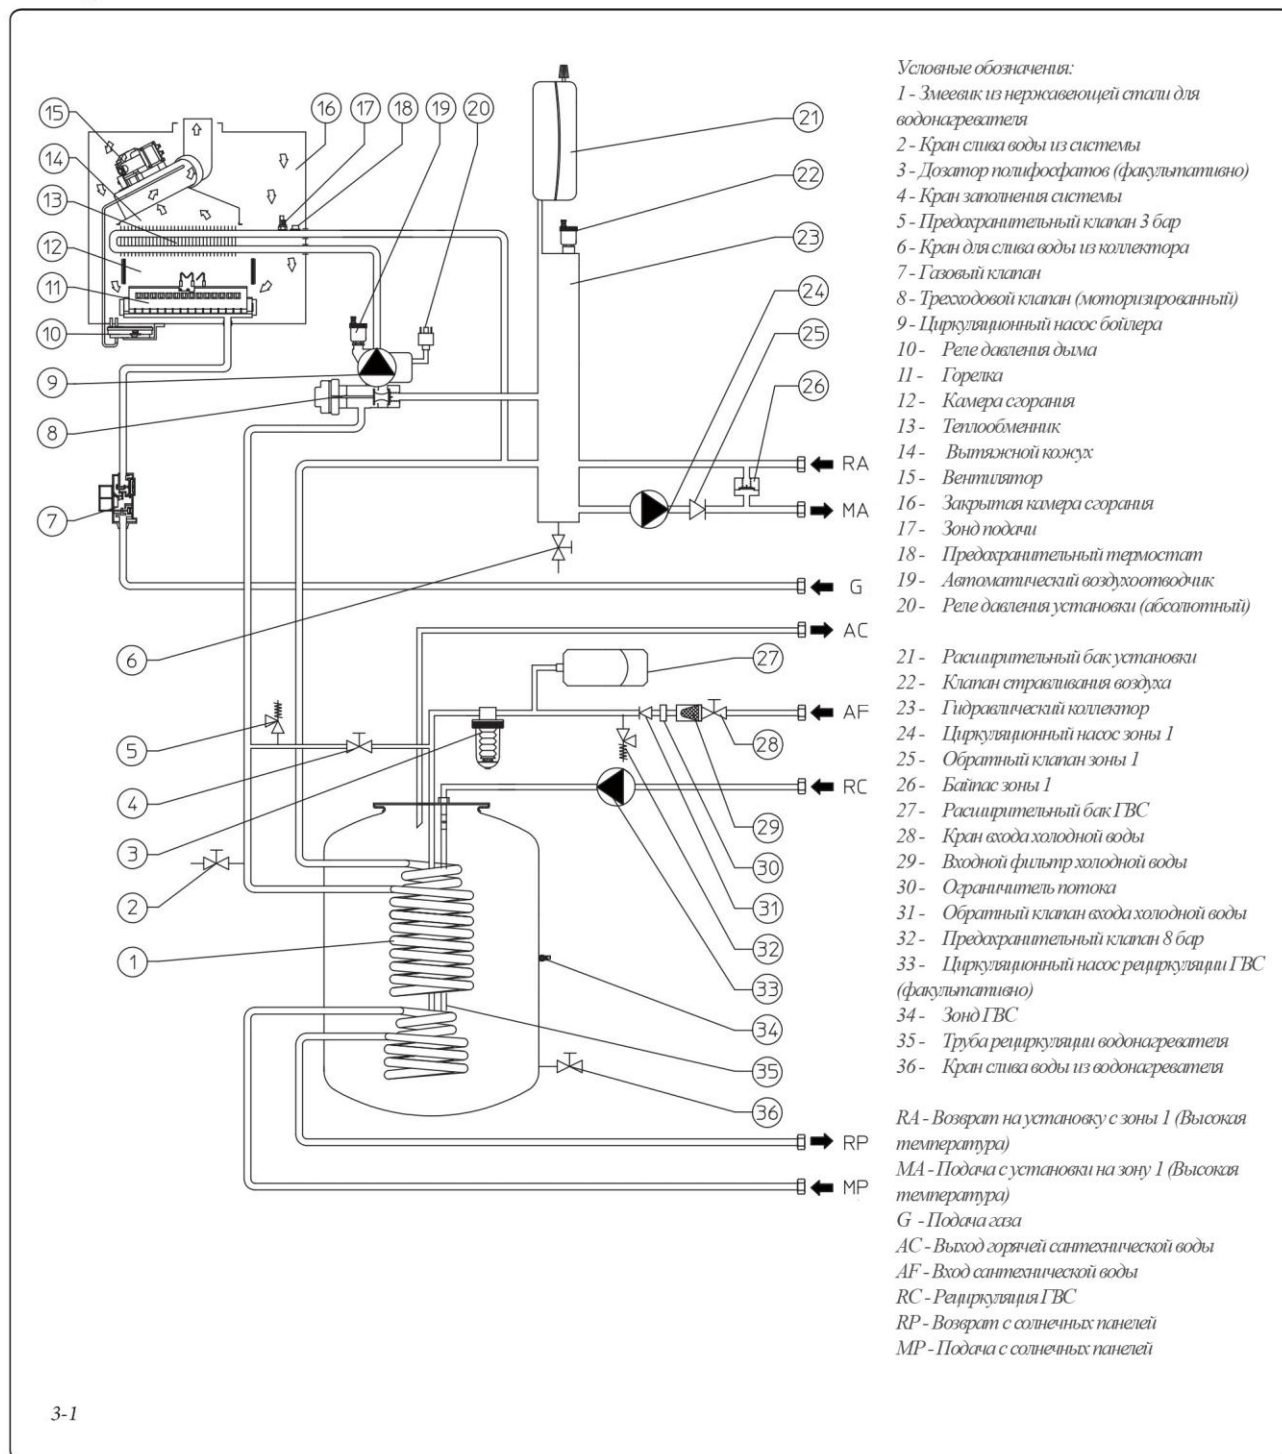 15
14
13
12
11
10
9
8
7
16
17
18
19
20
21
22
23
24
25
26
RA
MA
G
AC
6
27
5
AF
28
4
RC
3
29
30
2
31
32
1
33
34
35
36
RP
MP
Условные обозначения:
1 - Змеевик из нержавеющей стали для
водонагревателя
2 - Кран слива воды из системы
3 - Дозатор полифосфатов (факультативно)
4 - Кран заполнения системы
5 - Предохранительный клапан 3 бар
6 - Кран для слива воды из коллектора
7 - Газовый клапан
8 - Трехходовой клапан (моторизированный)
9 - Циркуляционный насос бойлера
10 - Реле давления дыма
11 - Горелка
12 - Камера сгорания
13 - Теплообменник
14 - Вытяжной кожух
15 - Вентилятор
16 - Закрытая камера сгорания
17 - Зонд подачи
18 - Предохранительный термостат
19 - Автоматический воздухоотводчик
20 - Реле давления установки (абсолютный)
21 - Расширительный бак установки
22 - Клапан стравливания воздуха
23 - Гидравлический коллектор
24 - Циркуляционный насос зоны 1
25 - Обратный клапан зоны 1
26 - Байпас зоны 1
27 - Расширительный бак ГВС
28 - Кран входа холодной воды
29 - Входной фильтр холодной воды
30 - Ограничитель потока
31 - Обратный клапан входа холодной воды
32 - Предохранительный клапан 8 бар
33 - Циркуляционный насос рециркуляции ГВС
(факультативно)
34 - Зонд ГВС
35 - Труба рециркуляции водонагревателя
36 - Кран слива воды из водонагревателя
RA - Возврат на установку с зоны 1 (Высокая
температура)
MA - Подача с установки на зону 1 (Высокая
температура)
G - Подача газа
AC - Выход горячей сантехнической воды
AF - Вход сантехнической воды
RC - Рециркуляция ГВС
RP - Возврат с солнечных панелей
MP - Подача с солнечных панелей
3-1